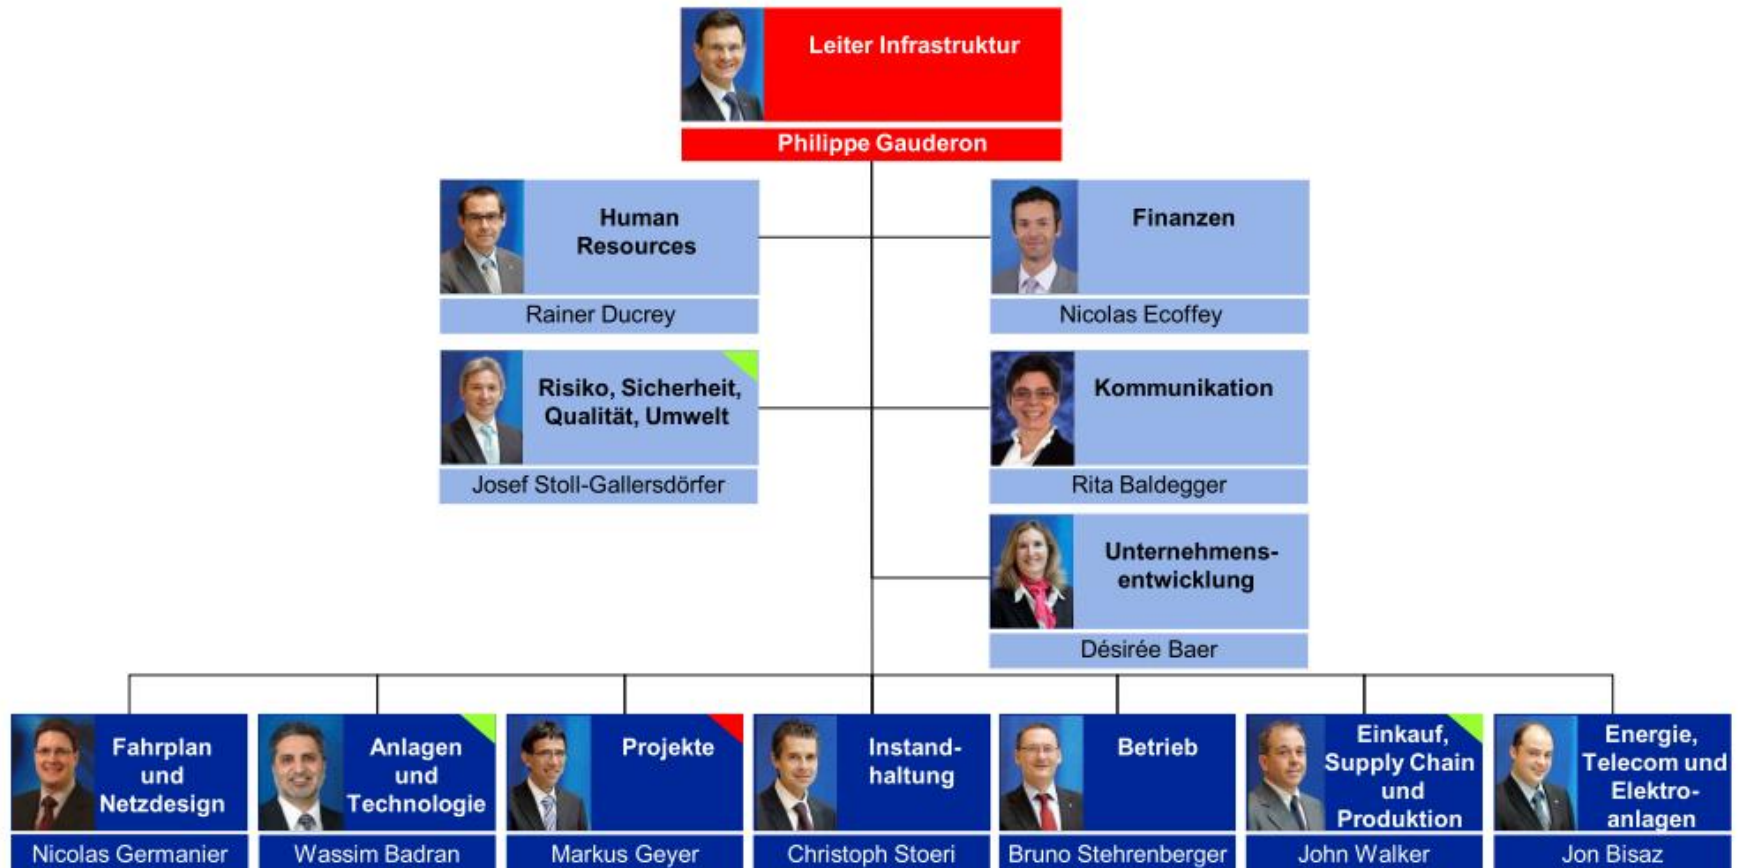 Leiter Infrastruktur
Philippe Gauderon
Human
Resources
Rainer Ducrey
Finanzen
Nicolas Ecoffey
Risiko, Sicherheit,
Qualität, Umwelt
Josef Stoll-Gallersdörfer
Kommunikation
Rita Baldegger
Unternehmens-
entwicklung
Désirée Baer
Fahrplan
und
Netzdesign
Nicolas Germanier
Anlagen
und
Technologie
Wassim Badran
Projekte
Markus Geyer
Instand-
haltung
Christoph Stoeri
Betrieb
Bruno Stehrenberger
Einkauf,
Supply Chain
und
Produktion
John Walker
Energie,
Telecom und
Elektro-
anlagen
Jon Bisaz